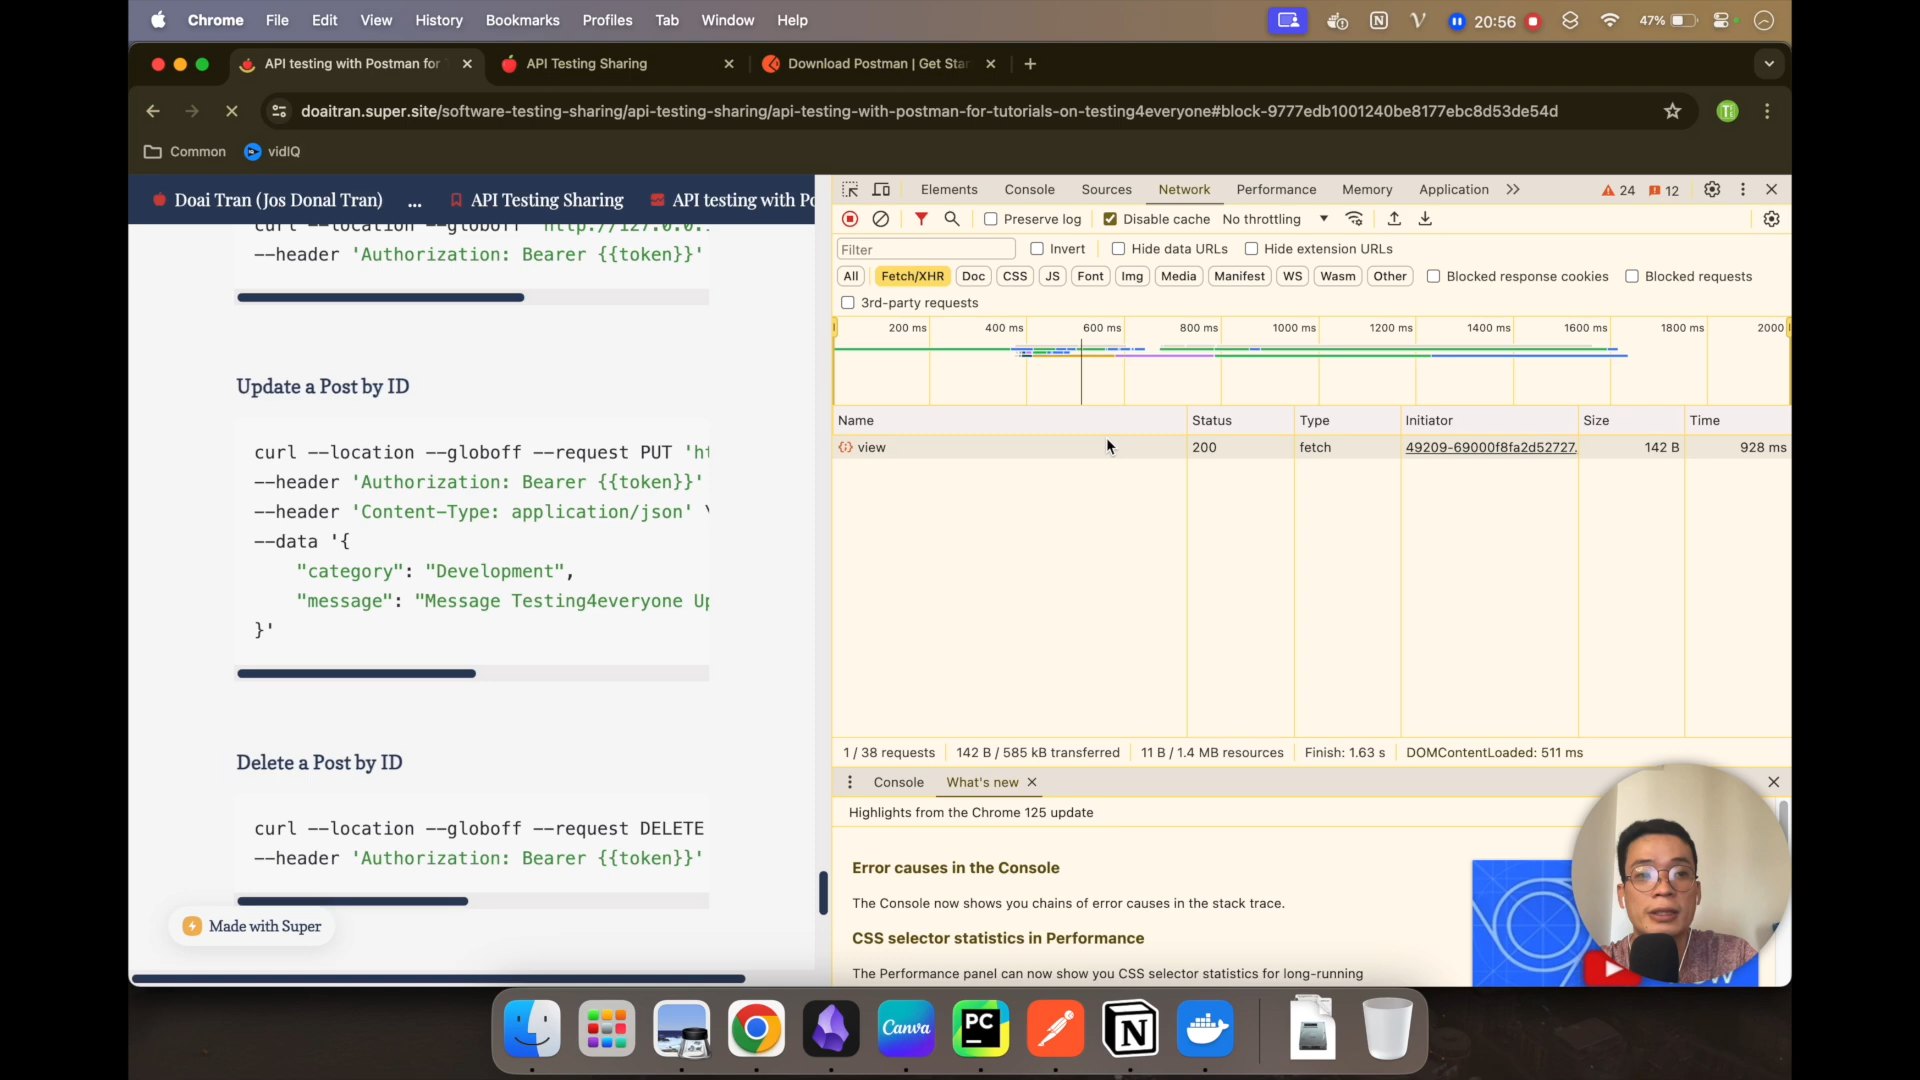 Chrome File Edit View History Bookmarks Profiles Tab Window Help 20:56 47%
API testing with Postman for API Testing Sharing Download Postman | Get Star
doaitran.super.site/software-testing-sharing/api-testing-sharing/api-testing-with-postman-for-tutorials-on-testing4everyone#block-9777edb1001240be8177ebc8d53de54d
Common vidIQ
Doai Tran (Jos Donal Tran) ... API Testing Sharing API testing with Po
curl --location --globoff 'http://127.0.0.
--header 'Authorization: Bearer {{token}}'
Update a Post by ID
curl --location --globoff --request PUT 'ht
--header 'Authorization: Bearer {{token}}'
--header 'Content-Type: application/json' \
--data '{
"category": "Development",
"message": "Message Testing4everyone Up
}'
Delete a Post by ID
curl --location --globoff --request DELETE
--header 'Authorization: Bearer {{token}}'
Made with Super
Elements Console Sources Network Performance Memory Application 24 12
Preserve log Disable cache No throttling
Filter Invert Hide data URLs Hide extension URLs
All Fetch/XHR Doc CSS JS Font Img Media Manifest WS Wasm Other Blocked response cookies Blocked requests
3rd-party requests
200 ms 400 ms 600 ms 800 ms 1000 ms 1200 ms 1400 ms 1600 ms 1800 ms 2000
Name Status Type Initiator Size Time
view 200 fetch 49209-69000f8fa2d52727. 142 B 928 ms
1 / 38 requests 142 B / 585 kB transferred 11 B / 1.4 MB resources Finish: 1.63 s DOMContentLoaded: 511 ms
Console What's new
Highlights from the Chrome 125 update
Error causes in the Console
The Console now shows you chains of error causes in the stack trace.
CSS selector statistics in Performance
The Performance panel can now show you CSS selector statistics for long-running
Canva PC N